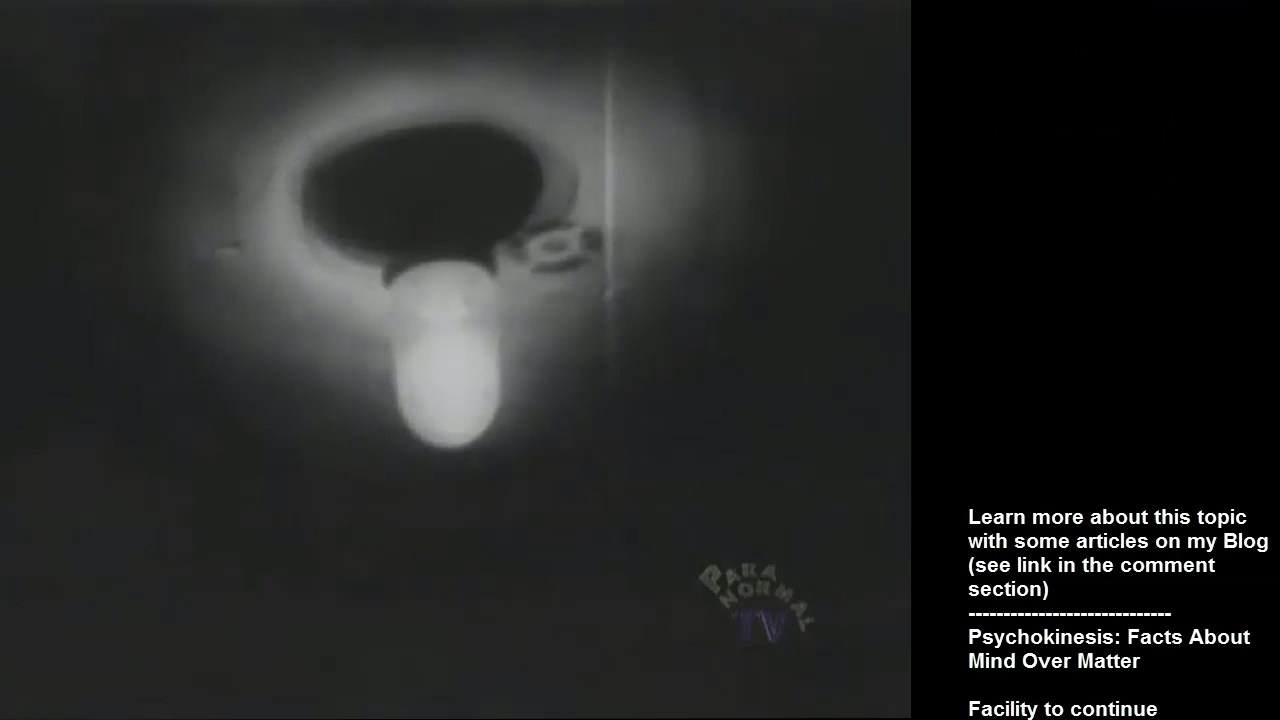 PARA
NORMAL
TV
Learn more about this topic
with some articles on my Blog
(see link in the comment
section)
-----------------------------
Psychokinesis: Facts About
Mind Over Matter
Facility to continue